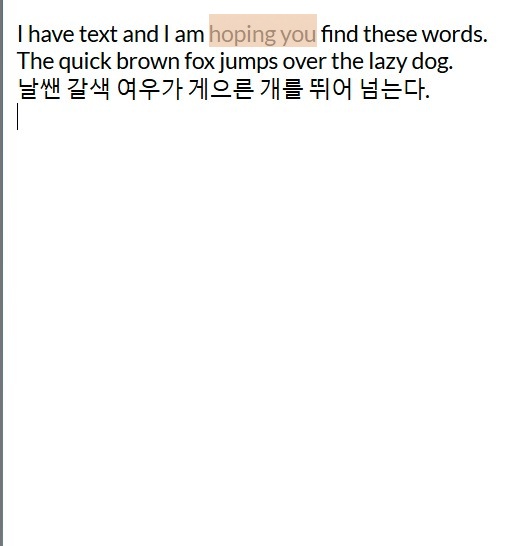 I have text and I am hoping you find these words.
The quick brown fox jumps over the lazy dog.
날쌘 갈색 여우가 게으른 개를 뛰어 넘는다.